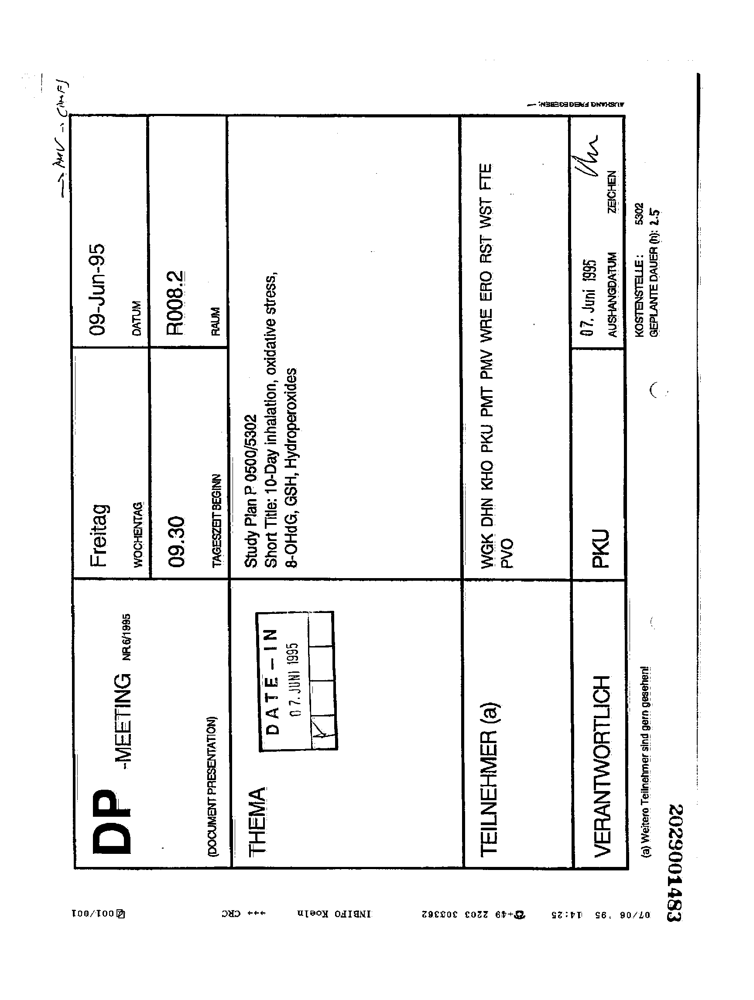 07/06 '95 14:25 ☎+49 2203 303362 INBIFO Koeln +++ CRC 001/001
DP -MEETING NR.6/1995
(DOCUMENT PRESENTATION)
Freitag
WOCHENTAG
09-Jun-95
DATUM
09.30
TAGESZEIT BEGINN
R008.2
RAUM
THEMA
DATE-IN
07. JUNI 1995
Study Plan P 0500/5302
Short Title: 10-Day inhalation, oxidative stress,
8-OHdG, GSH, Hydroperoxides
TEILNEHMER (a)
WGK DHN KHO PKU PMT PMV WRE ERO RST WST FTE
PVO
VERANTWORTLICH
PKU
07. Juni 1995
AUSHANGDATUM
ZEICHEN
(a) Weitere Teilnehmer sind gern gesehen!
KOSTENSTELLE: 5302
GEPLANTE DAUER (h): 2.5
AUSHANG FREIGEGEBEN:
2029001483